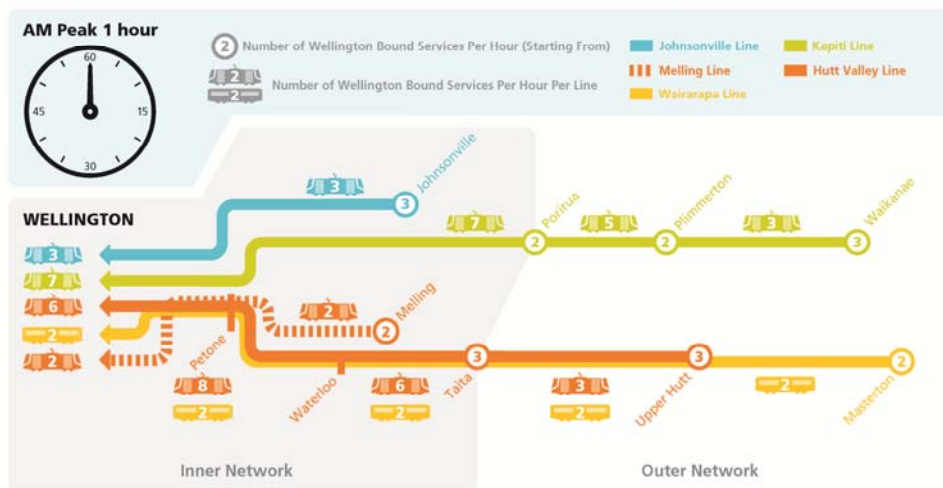 AM Peak 1 hour
60
45
15
30
2 Number of Wellington Bound Services Per Hour (Starting From)
2
2
Number of Wellington Bound Services Per Hour Per Line
Johnsonville Line
Kapiti Line
Melling Line
Hutt Valley Line
Wairarapa Line
WELLINGTON
3
3
Johnsonville
3
7
Porirua
2
5
Plimmerton
2
3
Waikanae
3
7
6
2
2
2
Melling
2
Petone
8
2
Waterloo
6
2
Taita
3
3
2
Upper Hutt
3
2
Masterton
2
Inner Network
Outer Network